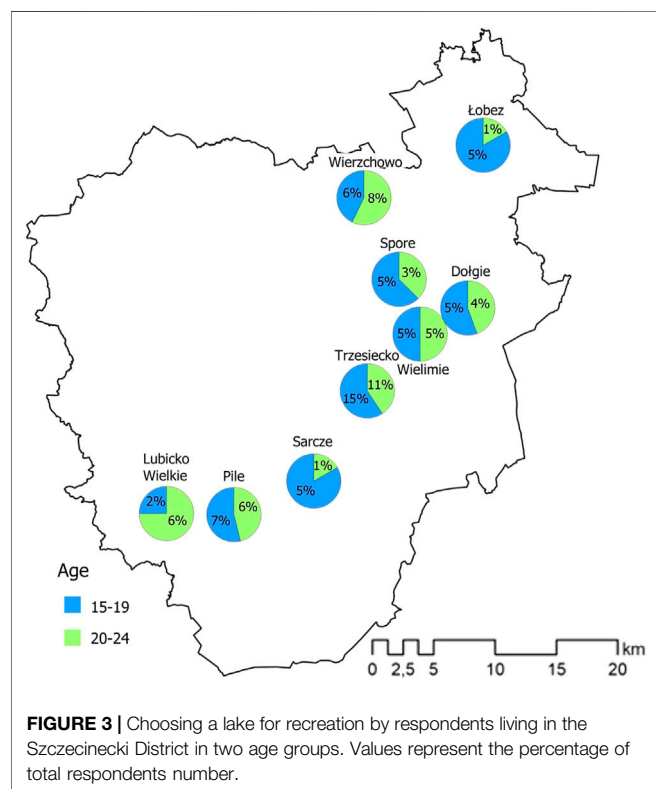 Łobez
1%
5%
Wierzchowo
6%
8%
Spore
3%
5%
Dołgie
5%
4%
5%
5%
Wielimie
Trzesiecko
11%
15%
Sarcze
1%
5%
Lubicko
Wielkie
2%
6%
Pile
6%
7%
Age
15-19
20-24
km
0 2,5 5 10 15 20
FIGURE 3 | Choosing a lake for recreation by respondents living in the
Szczecinecki District in two age groups. Values represent the percentage of
total respondents number.